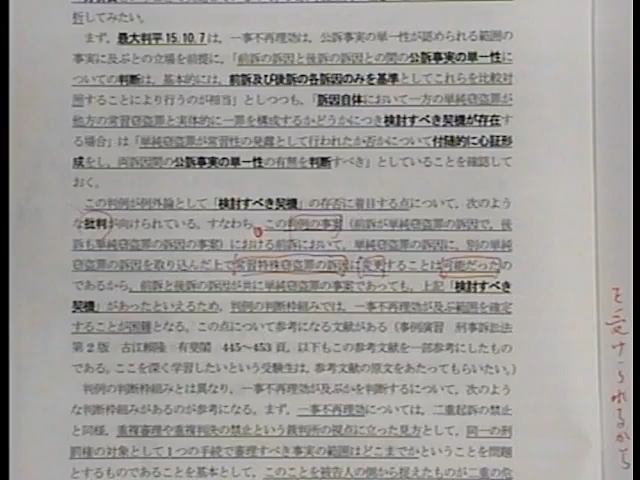 析してみたい。
まず、最大判平15.10.7は、一事不再理効は、公訴事実の単一性が認められる範囲の
事実に及ぶとの立場を前提に、「前訴の訴因と後訴の訴因との間の公訴事実の単一性に
ついての判断は、基本的には、前訴及び後訴の各訴因のみを基準としてこれらを比較対
照することにより行うのが相当」としつつも、「訴因自体において一方の単純窃盗罪が
他方の常習窃盗罪と実体的に一罪を構成するかどうかにつき検討すべき契機が存在す
る場合」は「単純窃盗罪が常習性の発露として行われたか否かについて付随的に心証形
成をし、両訴因間の公訴事実の単一性の有無を判断すべき」としていることを確認して
おく。
この判例が例外論として「検討すべき契機」の存否に着目する点について、次のよう
な批判が向けられている。すなわち、この判例の事案(前訴が単純窃盗罪の訴因で、後
訴も単純窃盗罪の訴因の事案)における前訴において、単純窃盗罪の訴因に、別の単純
窃盗罪の訴因を取り込んだ上で常習特殊窃盗罪の訴因に変更することは可能だったの
であるから、前訴と後訴の訴因が共に単純窃盗罪の事案であっても、上記「検討すべき
契機」があったといえるため、判例の判断枠組みでは、一事不再理効が及ぶ範囲を確定
することが困難となる。この点について参考になる文献がある(事例演習 刑事訴訟法
第2版 古江賴隆 有斐閣 445〜453頁、以下もこの参考文献を一部参考にしたもの
である。ここを深く学習したいという受験生は、参考文献の原文をあたってもらいたい。)
判例の判断枠組みとは異なり、一事不再理効が及ぶかを判断するについて、次のよう
な判断枠組みがあるのが参考になる。まず、一事不再理効については、二重起訴の禁止
と同様、重複審理や重複判決の禁止という裁判所の視点に立った見方として、同一の刑
罰権の対象として1つの手続で審理すべき事実の範囲はどこまでかということを問題
とするものであることを基本として、このことを被告人の側から捉えたものが二重の危
られるから